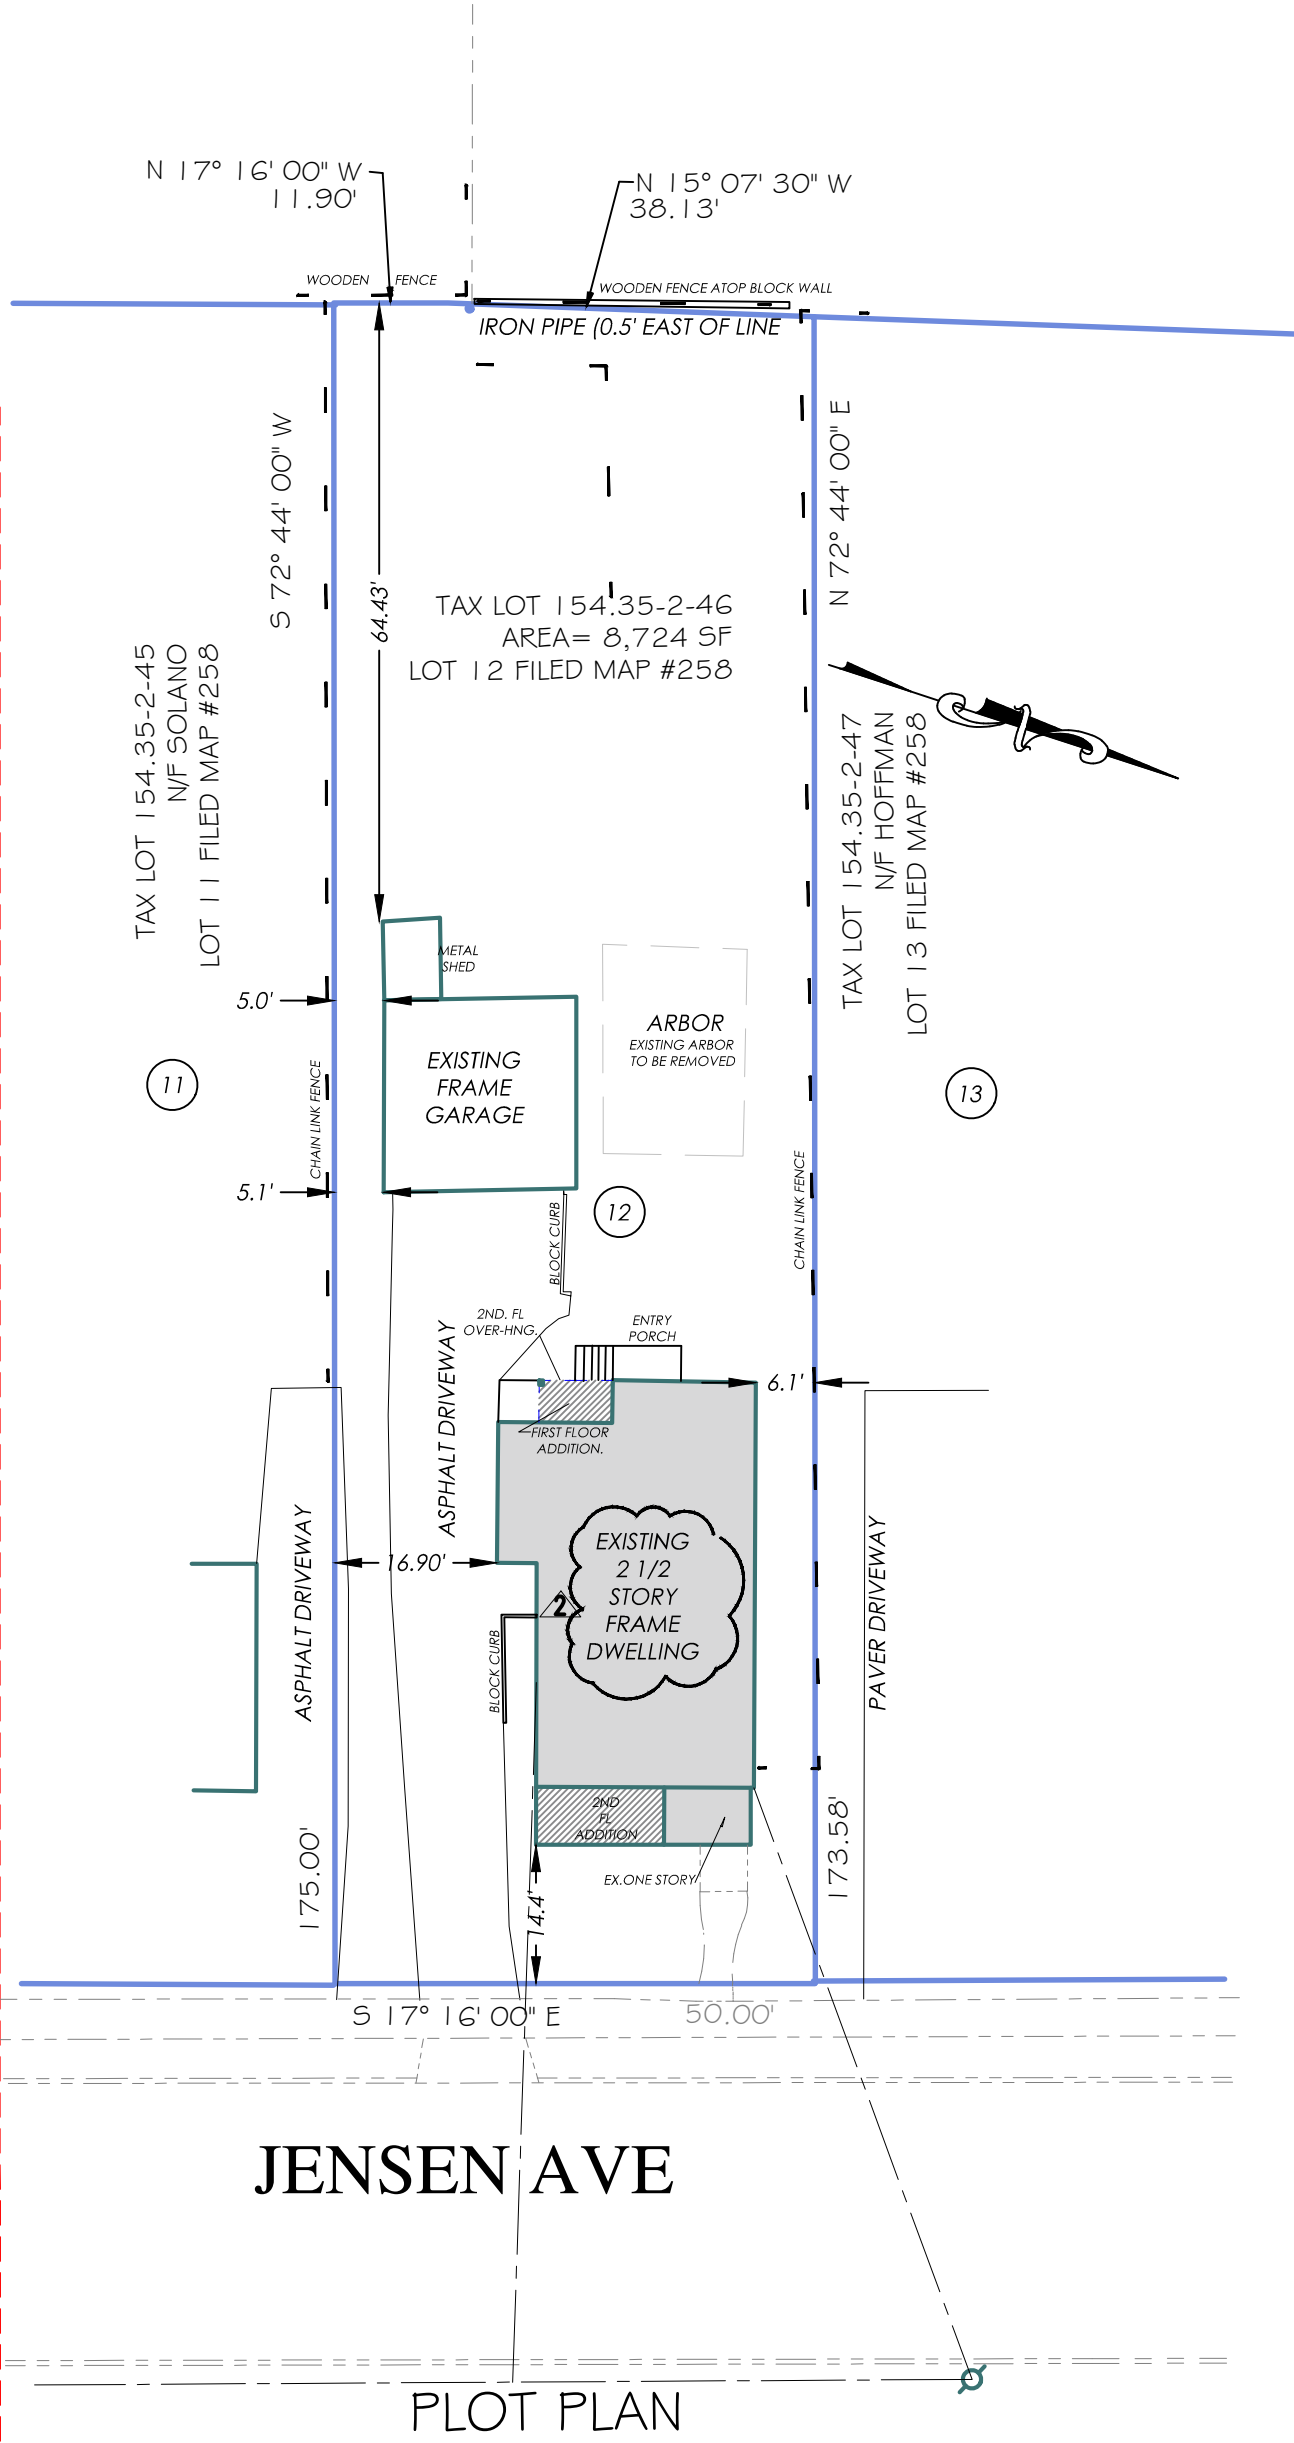 N 17° 16' 00" W
11.90'
N 15° 07' 30" W
38.13'
WOODEN FENCE
WOODEN FENCE ATOP BLOCK WALL
IRON PIPE (0.5' EAST OF LINE
S 72° 44' 00" W
N 72° 44' 00" E
64.43'
TAX LOT 154.35-2-46
AREA= 8,724 SF
LOT 12 FILED MAP #258
TAX LOT 154.35-2-45
N/F SOLANO
LOT 11 FILED MAP #258
TAX LOT 154.35-2-47
N/F HOFFMAN
LOT 13 FILED MAP #258
METAL
SHED
5.0'
ARBOR
EXISTING ARBOR
TO BE REMOVED
EXISTING
FRAME
GARAGE
11
13
CHAIN LINK FENCE
5.1'
12
BLOCK CURB
CHAIN LINK FENCE
2ND. FL
OVER-HNG.
ENTRY
PORCH
ASPHALT DRIVEWAY
6.1'
FIRST FLOOR
ADDITION.
ASPHALT DRIVEWAY
16.90'
EXISTING
2 1/2
STORY
FRAME
DWELLING
2
BLOCK CURB
PAVER DRIVEWAY
2ND
FL
ADDITION
EX.ONE STORY
175.00'
173.58'
14.4'
S 17° 16' 00" E
50.00'
JENSEN AVE
PLOT PLAN